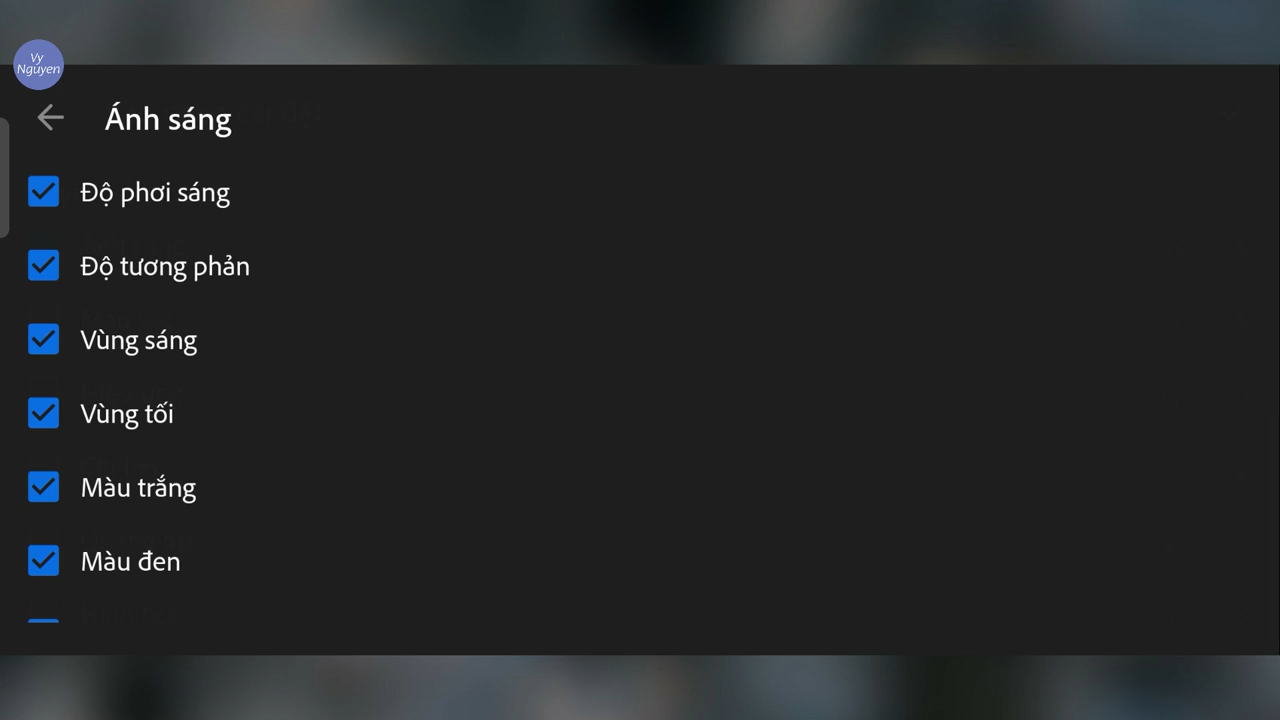 Vy
Nguyen
Ánh sáng
Độ phơi sáng
Độ tương phản
Vùng sáng
Vùng tối
Màu trắng
Màu đen